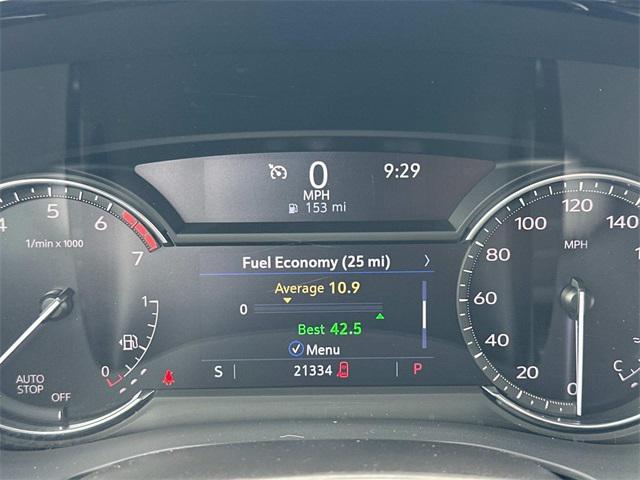 0
9:29
MPH
153 mi
4 5 6 7
1/min x 1000
1
0
AUTO STOP
OFF
Fuel Economy (25 mi)
Average 10.9
0
Best 42.5
Menu
S
21334
P
0 20 40 60 80 100 120 140
MPH
C